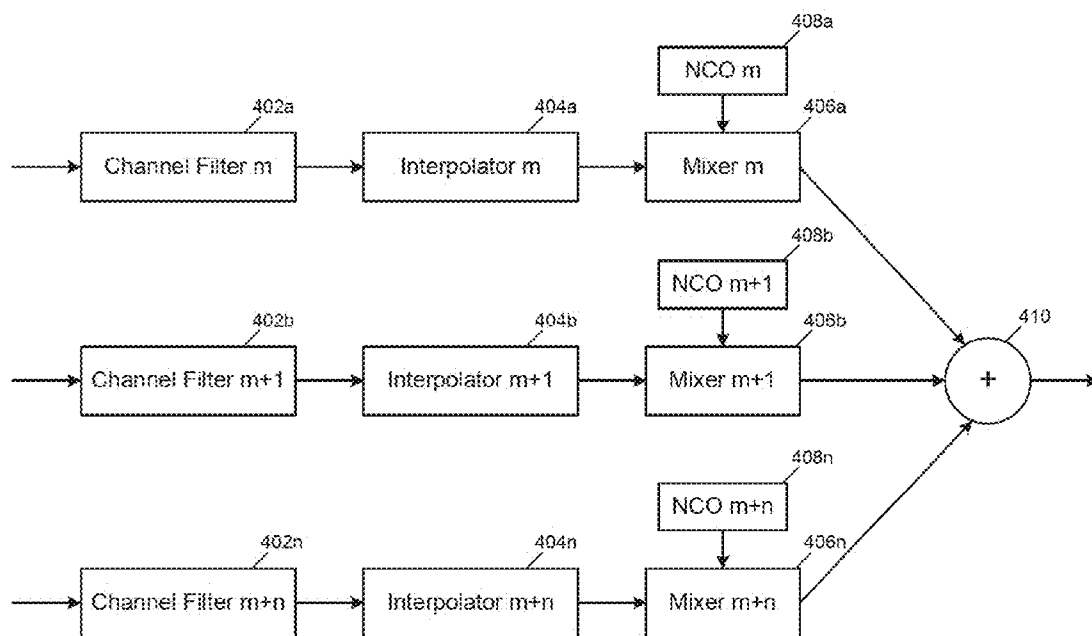 408a
NCO m
402a
404a
406a
Channel Filter m
Interpolator m
Mixer m
408b
NCO m+1
402b
404b
406b
410
Channel Filter m+1
Interpolator m+1
Mixer m+1
+
408n
NCO m+n
402n
404n
406n
Channel Filter m+n
Interpolator m+n
Mixer m+n